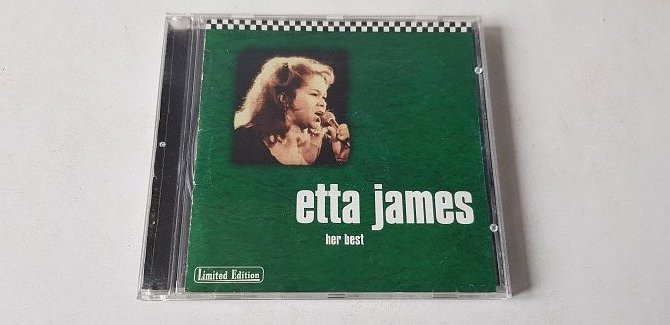 etta james
her best
Limited Edition